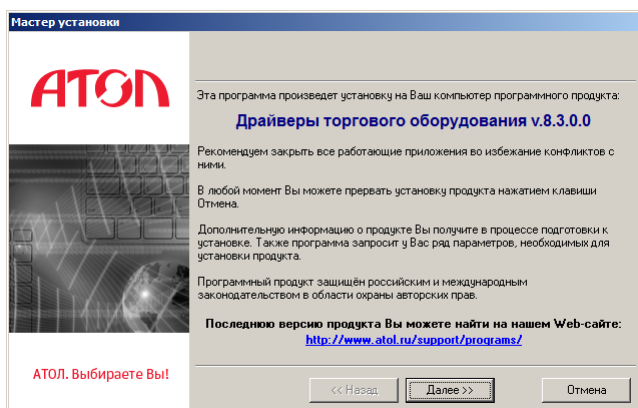 Мастер установки
АТОЛ
Эта программа произведет установку на Ваш компьютер программного продукта:
Драйверы торгового оборудования v.8.3.0.0
Рекомендуем закрыть все работающие приложения во избежание конфликтов с
ними.
В любой момент Вы можете прервать установку продукта нажатием клавиши
Отмена.
Дополнительную информацию о продукте Вы получите в процессе подготовки к
установке. Также программа запросит у Вас ряд параметров, необходимых для
установки продукта.
Программный продукт защищён российским и международным
законодательством в области охраны авторских прав.
Последнюю версию продукта Вы можете найти на нашем Web-сайте:
http://www.atol.ru/support/programs/
АТОЛ. Выбираете Вы!
<< Назад
Далее >>
Отмена